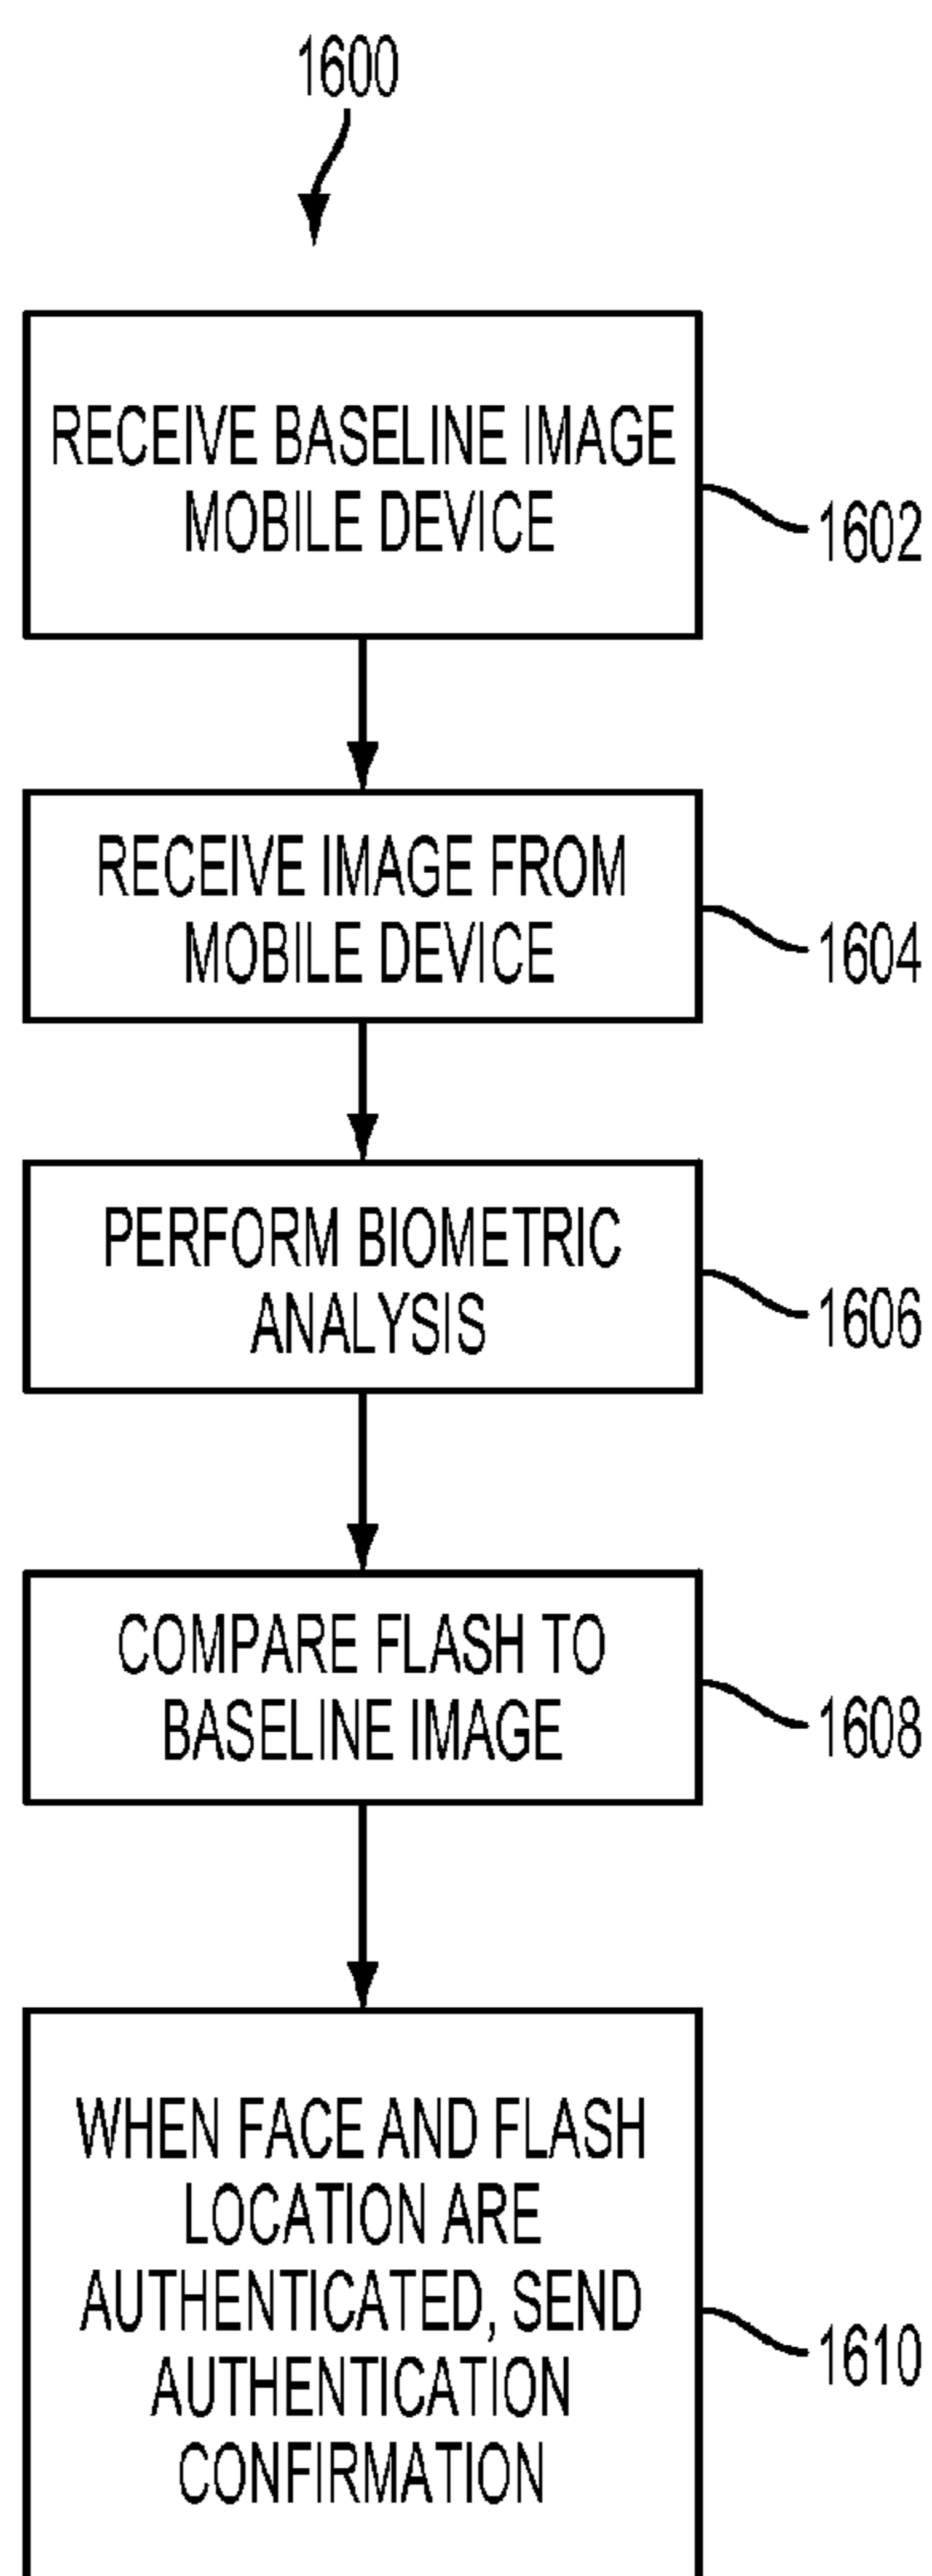 1600
RECEIVE BASELINE IMAGE
MOBILE DEVICE
1602
RECEIVE IMAGE FROM
MOBILE DEVICE
1604
PERFORM BIOMETRIC
ANALYSIS
1606
COMPARE FLASH TO
BASELINE IMAGE
1608
WHEN FACE AND FLASH
LOCATION ARE
AUTHENTICATED, SEND
AUTHENTICATION
CONFIRMATION
1610